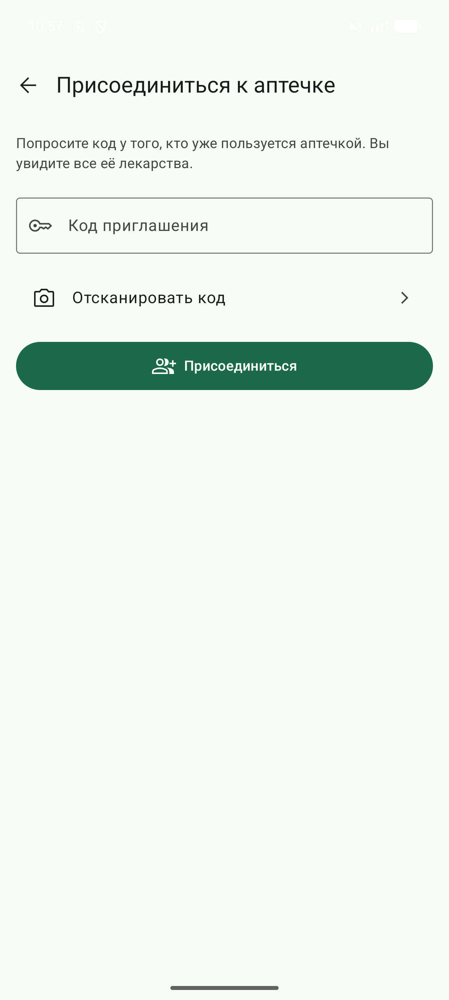 10:57
Присоединиться к аптечке
Попросите код у того, кто уже пользуется аптечкой. Вы
увидите все её лекарства.
Код приглашения
Отсканировать код
Присоединиться